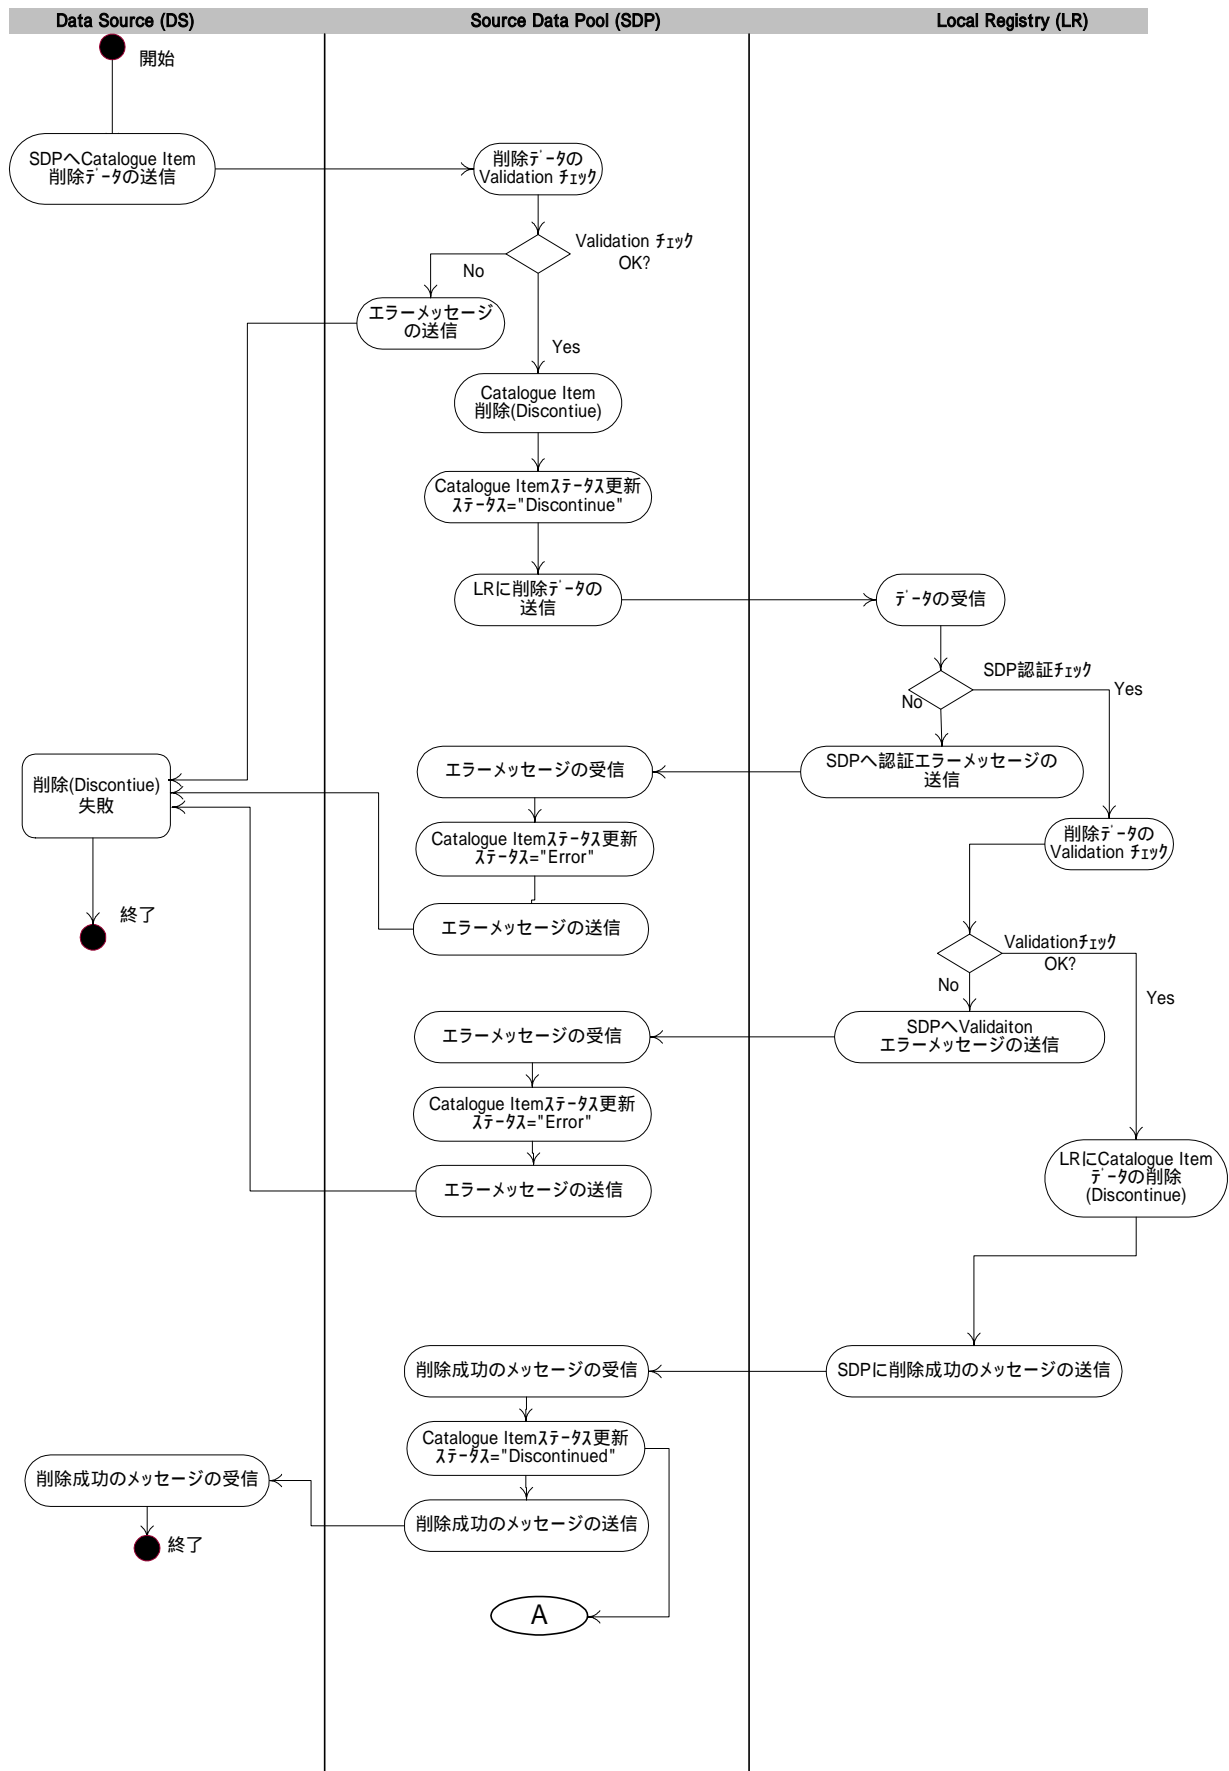 Data Source (DS)
Source Data Pool (SDP)
Local Registry (LR)
開始
SDPへCatalogue Item
削除ﾃﾞｰﾀの送信
削除ﾃﾞｰﾀの
Validation ﾁｪｯｸ
Validation ﾁｪｯｸ
OK?
No
エラーメッセージ
の送信
Yes
Catalogue Item
削除(Discontiue)
Catalogue Itemｽﾃｰﾀｽ更新
ｽﾃｰﾀｽ="Discontinue"
LRに削除ﾃﾞｰﾀの
送信
ﾃﾞｰﾀの受信
SDP認証ﾁｪｯｸ
Yes
No
SDPへ認証エラーメッセージの
送信
エラーメッセージの受信
削除(Discontiue)
失敗
Catalogue Itemｽﾃｰﾀｽ更新
ｽﾃｰﾀｽ="Error"
削除ﾃﾞｰﾀの
Validation ﾁｪｯｸ
終了
エラーメッセージの送信
Validationﾁｪｯｸ
OK?
No
Yes
SDPへValidaiton
エラーメッセージの送信
エラーメッセージの受信
Catalogue Itemｽﾃｰﾀｽ更新
ｽﾃｰﾀｽ="Error"
エラーメッセージの送信
LRにCatalogue Item
ﾃﾞｰﾀの削除
(Discontinue)
SDPに削除成功のメッセージの送信
削除成功のメッセージの受信
Catalogue Itemｽﾃｰﾀｽ更新
ｽﾃｰﾀｽ="Discontinued"
削除成功のメッセージの受信
削除成功のメッセージの送信
終了
A